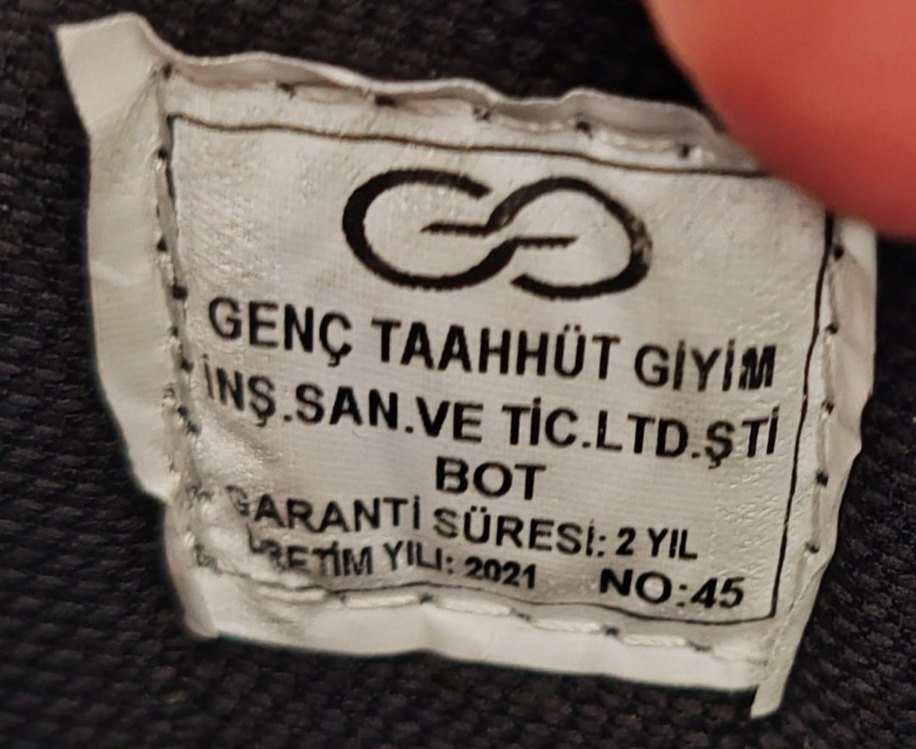 GENÇ TAAHHÜT GİYİM
İNŞ.SAN.VE TİC.LTD.ŞTİ
BOT
GARANTİ SÜRESİ: 2 YIL
ÜRETİM YILI: 2021 NO:45